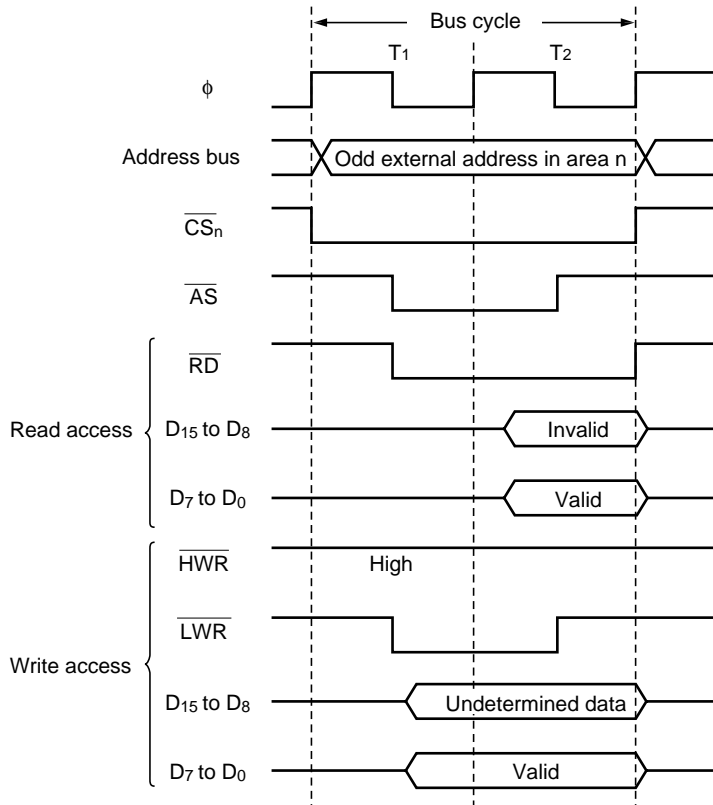 Bus cycle
T1 T2
ϕ
Address bus Odd external address in area n
CSn
AS
RD
Read access
D15 to D8 Invalid
D7 to D0 Valid
HWR High
LWR
Write access
D15 to D8 Undetermined data
D7 to D0 Valid